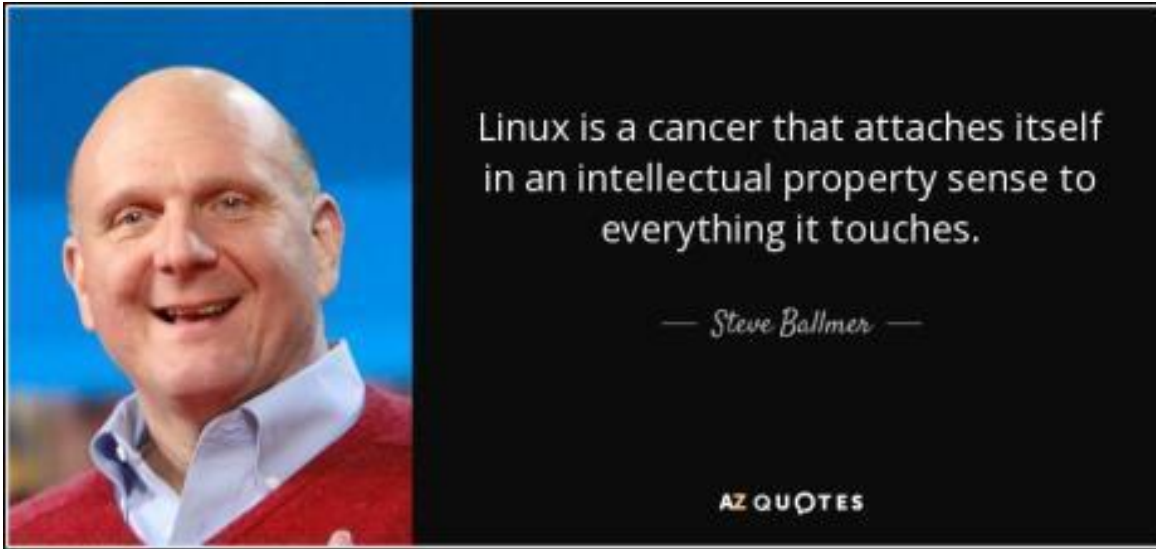 Linux is a cancer that attaches itself
in an intellectual property sense to
everything it touches.
— Steve Ballmer —
AZ QUOTES